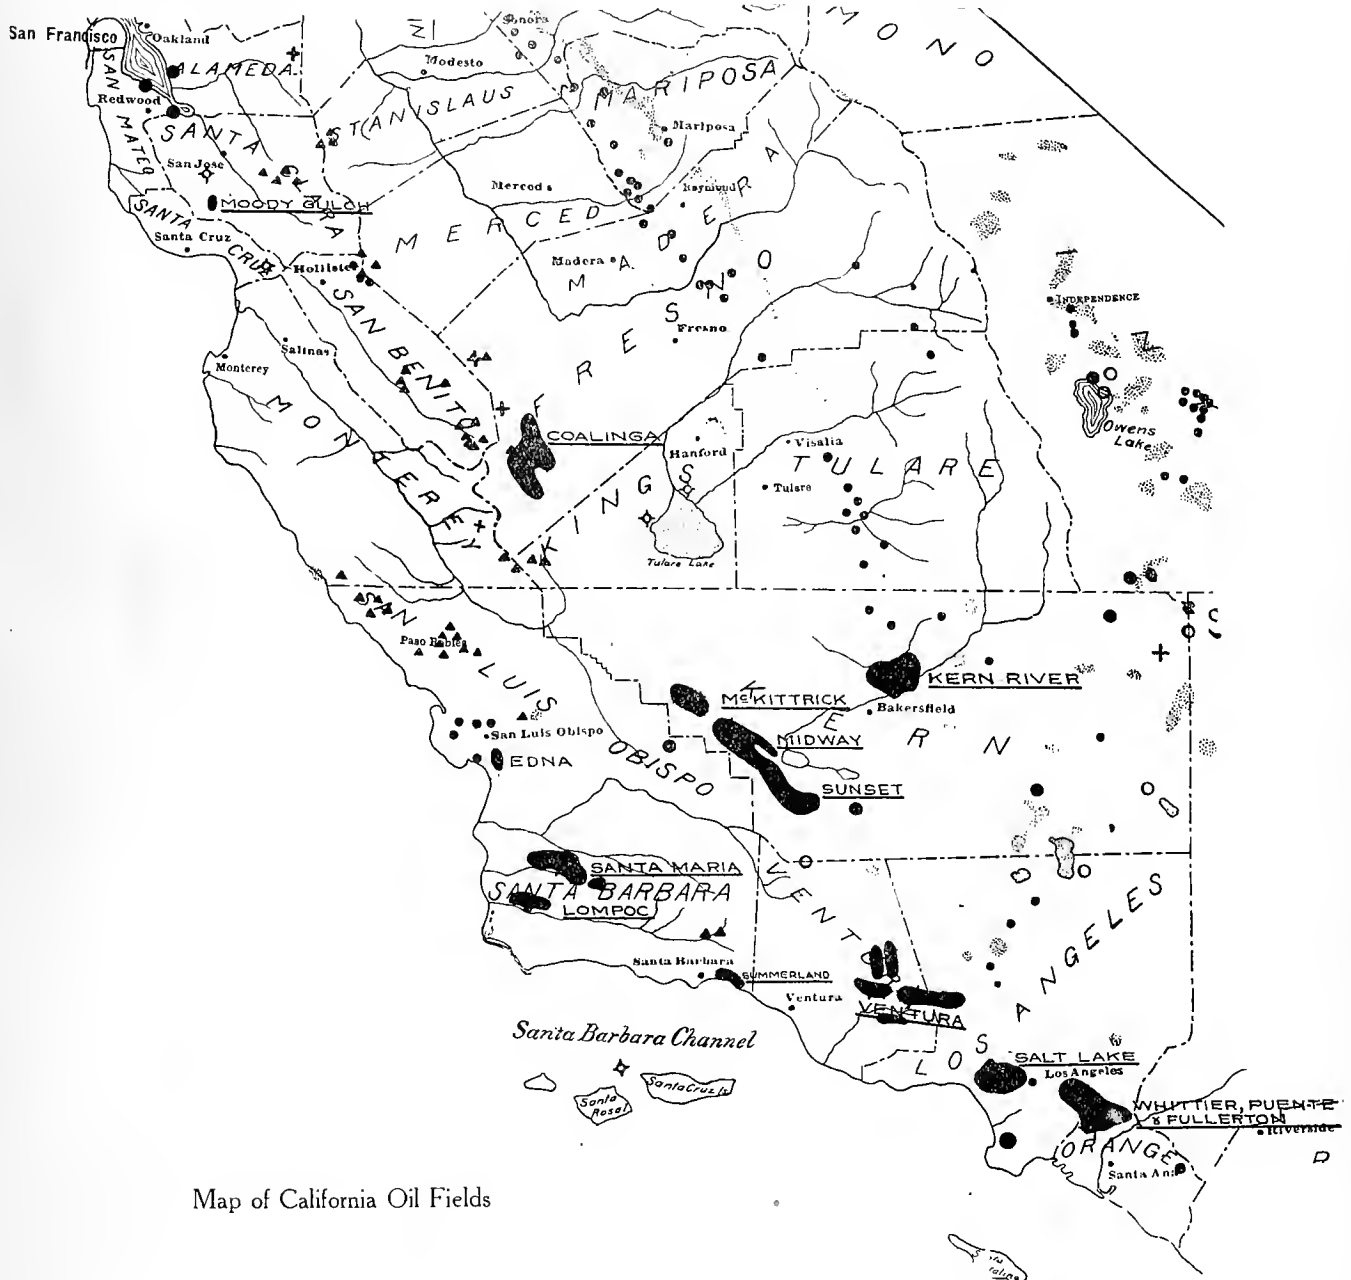 Sonora
MONO
San Francisco
Oakland
Modesto
ALAMEDA
MARIPOSA
SAN MATEO
Redwood
STANISLAUS
SANTA CLARA
Mariposa
San Jose
Merced
Raymond
MOODY GULCH
SANTA CRUZ
MERCED
MADERA
Santa Cruz
Madera
Hollister
INDEPENDENCE
SAN BENITO
FRESNO
Fresno
Salinas
Monterey
MONTEREY
COALINGA
Owens
Lake
Visalia
Hanford
TULARE
KINGS
Tulare
Tulare Lake
SAN LUIS OBISPO
Paso Robles
KERN RIVER
McKITTRICK
Bakersfield
KERN
San Luis Obispo
MIDWAY
EDNA
SUNSET
SANTA MARIA
SANTA BARBARA
LOMPOC
VENTURA
LOS ANGELES
Santa Barbara
SUMMERLAND
Ventura
VENTURA
Santa Barbara Channel
SALT LAKE
Los Angeles
Santa Cruz Is
Santa
Rosa I
WHITTIER, PUENTE
& FULLERTON
Riverside
ORANGE
Santa Ana
Map of California Oil Fields